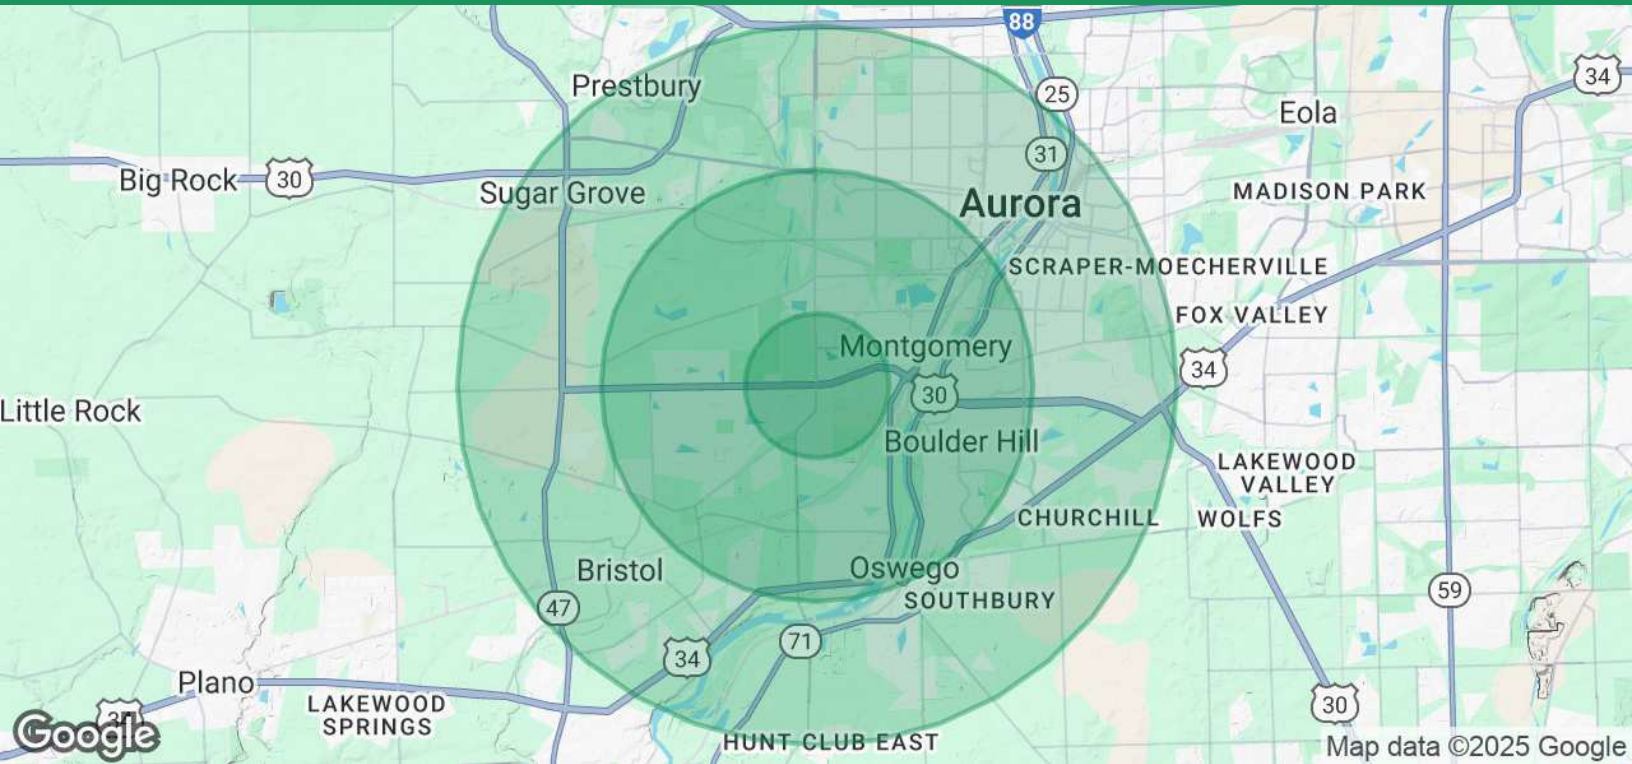 88
34
Prestbury
25
Eola
31
Big Rock
30
Sugar Grove
Aurora
MADISON PARK
SCRAPER-MOECHERVILLE
FOX VALLEY
Montgomery
34
30
Little Rock
Boulder Hill
LAKEWOOD
VALLEY
CHURCHILL
WOLFS
Bristol
Oswego
59
47
SOUTHBURY
71
34
Plano
LAKEWOOD
SPRINGS
30
34
Google
HUNT CLUB EAST
Map data ©2025 Google